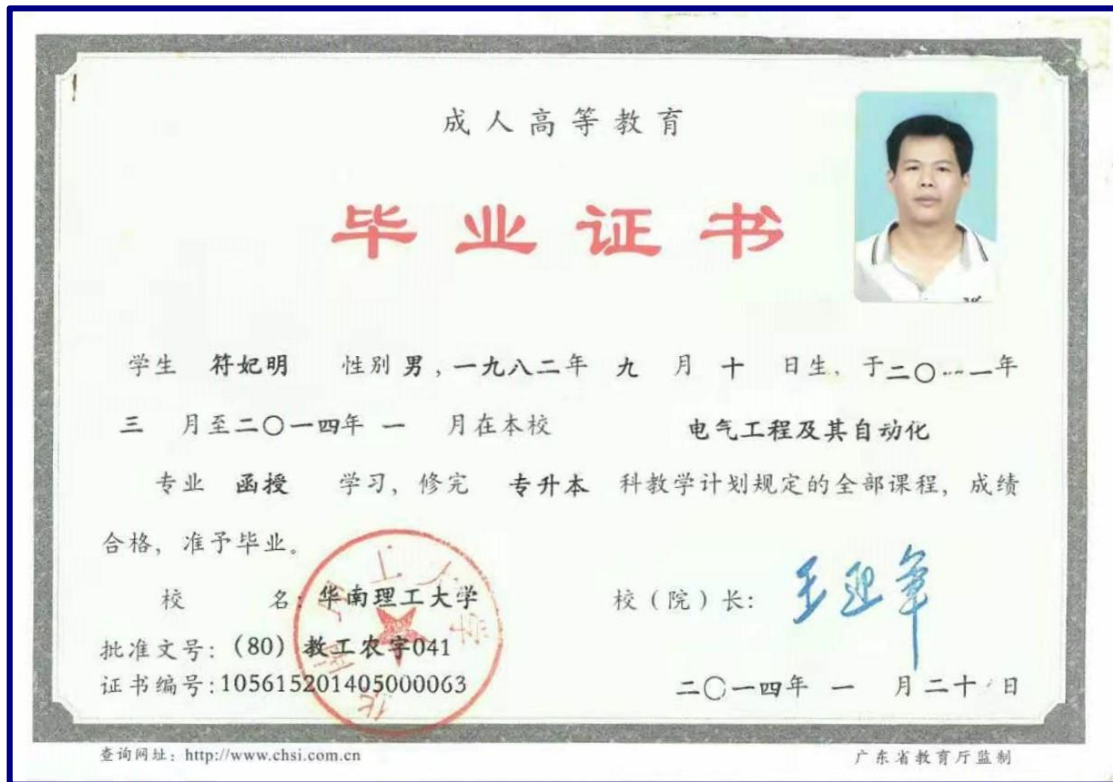 成人高等教育
毕业证书
学生 符妃明 性别 男，一九八二年 九 月 十 日生，于二〇一一年
三 月至二〇一四年 一 月在本校 电气工程及其自动化
专业 函授 学习，修完 专升本 科教学计划规定的全部课程，成绩
合格，准予毕业。
校 名：华南理工大学 校（院）长：王迎军
批准文号：（80）教工农字041
证书编号：105615201405000063 二〇一四年 一 月二十 日
查询网址：http://www.chsi.com.cn 广东省教育厅监制